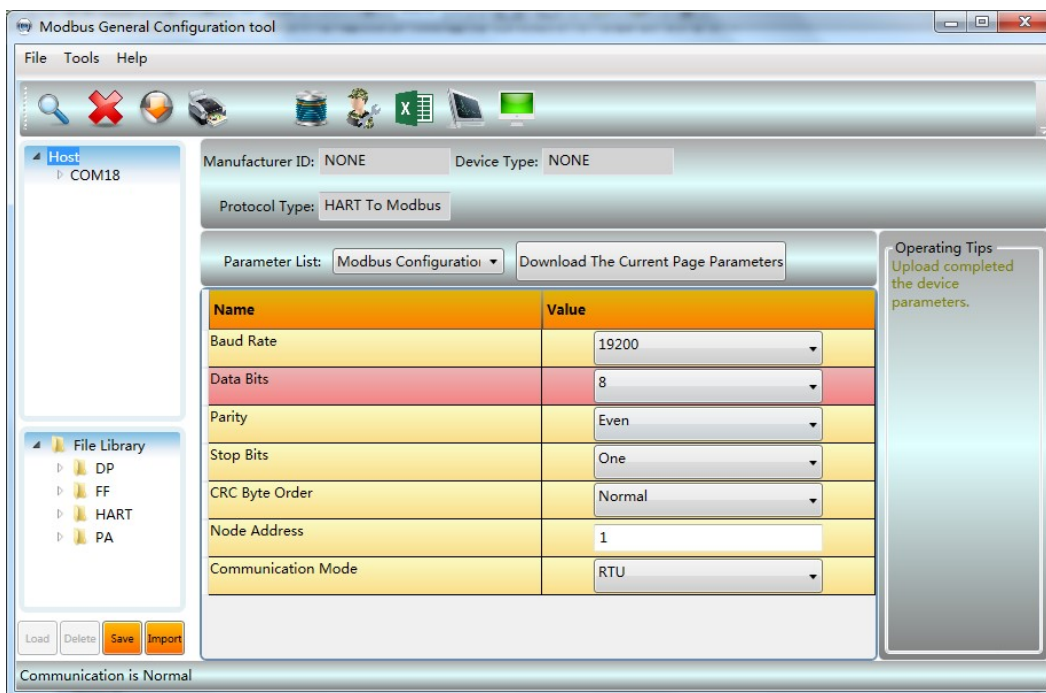 Modbus General Configuration tool
File Tools Help
Host
COM18
Manufacturer ID: NONE Device Type: NONE
Protocol Type: HART To Modbus
Parameter List: Modbus Configuratio Download The Current Page Parameters
Operating Tips
Upload completed
the device
parameters.
Name Value
Baud Rate 19200
Data Bits 8
Parity Even
Stop Bits One
CRC Byte Order Normal
Node Address 1
Communication Mode RTU
File Library
DP
FF
HART
PA
Load Delete Save Import
Communication is Normal